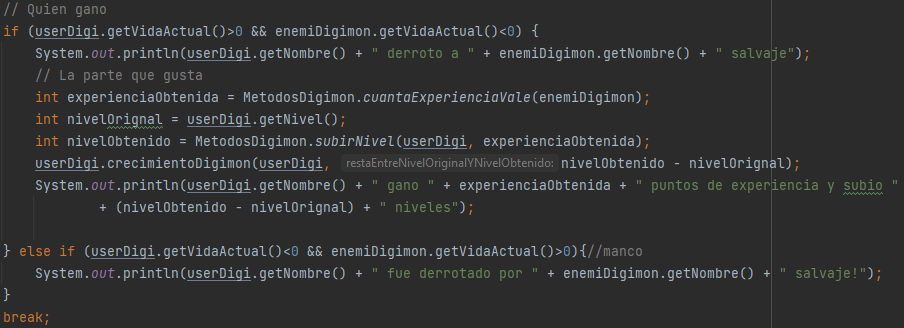 // Quien gano
if (userDigi.getVidaActual()>0 && enemiDigimon.getVidaActual()<0) {
System.out.println(userDigi.getNombre() + " derroto a " + enemiDigimon.getNombre() + " salvaje");
// La parte que gusta
int experienciaObtenida = MetodosDigimon.cuantaExperienciaVale(enemiDigimon);
int nivelOrignal = userDigi.getNivel();
int nivelObtenido = MetodosDigimon.subirNivel(userDigi, experienciaObtenida);
userDigi.crecimientoDigimon(userDigi, restaEntreNivelOriginalYNivelObtenido: nivelObtenido - nivelOrignal);
System.out.println(userDigi.getNombre() + " gano " + experienciaObtenida + " puntos de experiencia y subio "
+ (nivelObtenido - nivelOrignal) + " niveles");
} else if (userDigi.getVidaActual()<0 && enemiDigimon.getVidaActual()>0){//manco
System.out.println(userDigi.getNombre() + " fue derrotado por " + enemiDigimon.getNombre() + " salvaje!");
}
break;